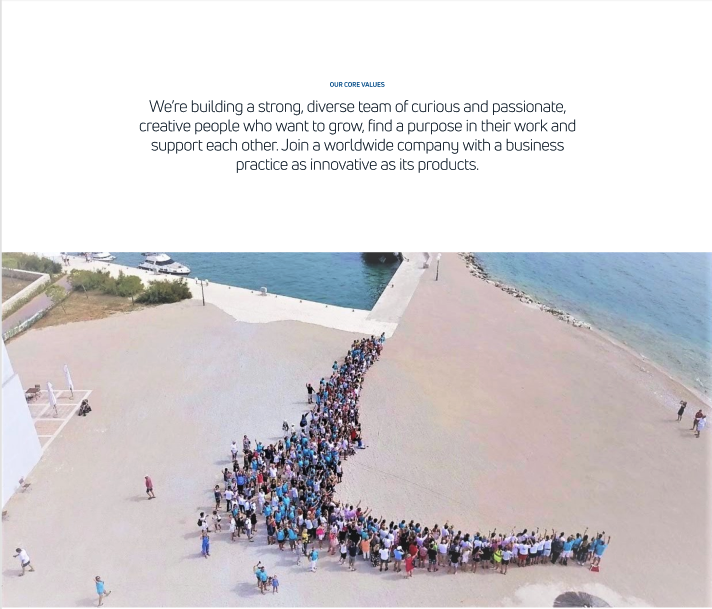 OUR CORE VALUES
We're building a strong, diverse team of curious and passionate,
creative people who want to grow, find a purpose in their work and
support each other. Join a worldwide company with a business
practice as innovative as its products.